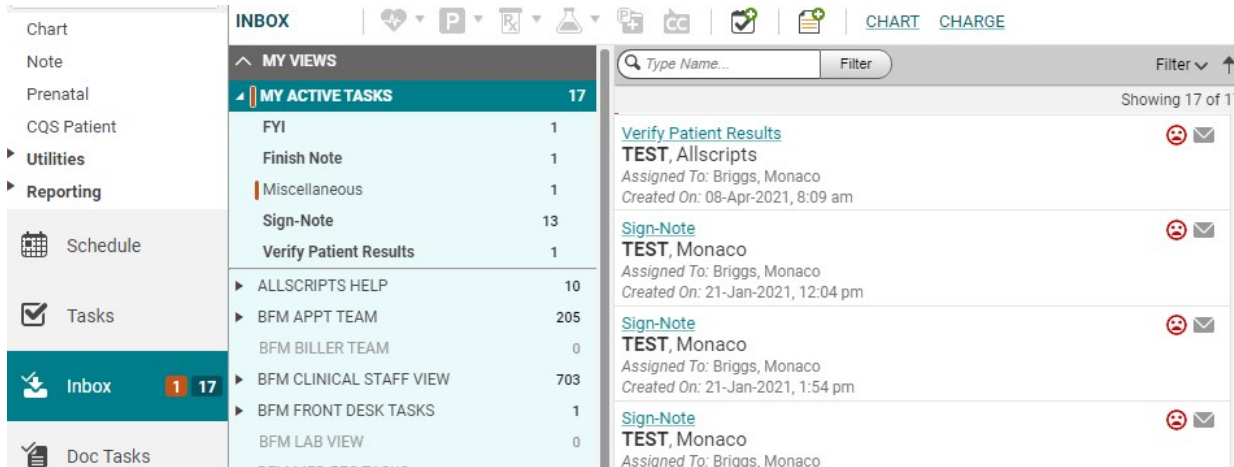 Chart
Note
Prenatal
CQS Patient
Utilities
Reporting
Schedule
Tasks
Inbox 1 17
Doc Tasks
INBOX CHART CHARGE
MY VIEWS
MY ACTIVE TASKS 17
FYI 1
Finish Note 1
Miscellaneous 1
Sign-Note 13
Verify Patient Results 1
ALLSCRIPTS HELP 10
BFM APPT TEAM 205
BFM BILLER TEAM 0
BFM CLINICAL STAFF VIEW 703
BFM FRONT DESK TASKS 1
BFM LAB VIEW 0
Type Name... Filter Filter
Showing 17 of 1
Verify Patient Results
TEST, Allscripts
Assigned To: Briggs, Monaco
Created On: 08-Apr-2021, 8:09 am
Sign-Note
TEST, Monaco
Assigned To: Briggs, Monaco
Created On: 21-Jan-2021, 12:04 pm
Sign-Note
TEST, Monaco
Assigned To: Briggs, Monaco
Created On: 21-Jan-2021, 1:54 pm
Sign-Note
TEST, Monaco
Assigned To: Briggs, Monaco